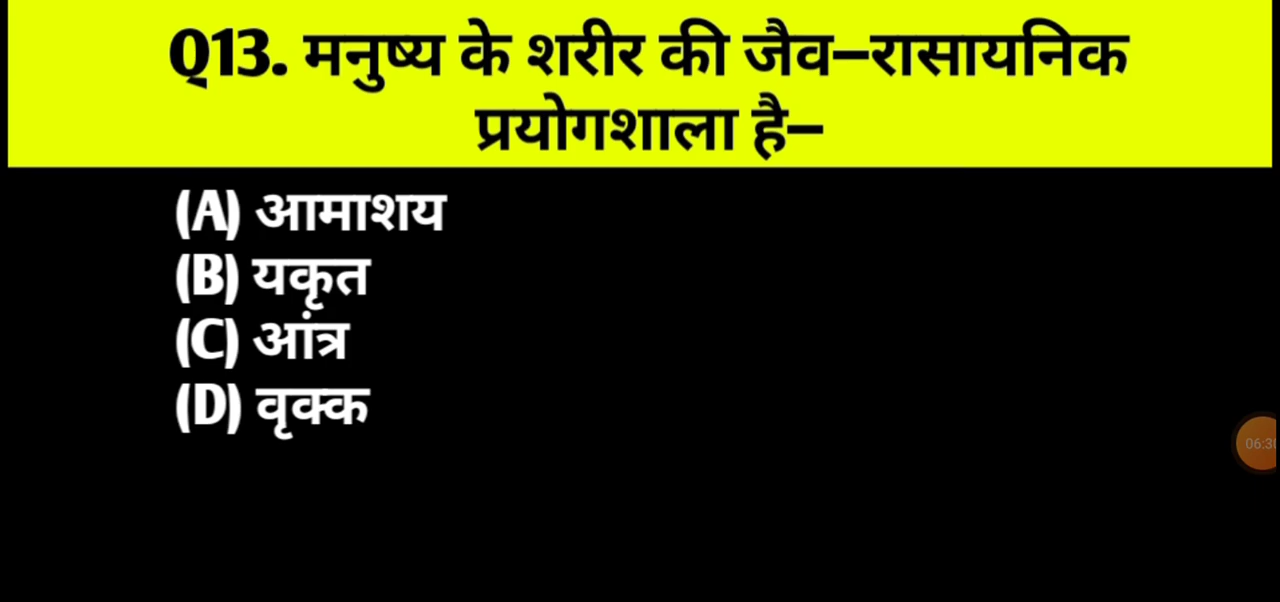 Q13. मनुष्य के शरीर की जैव–रासायनिक
प्रयोगशाला है–
(A) आमाशय
(B) यकृत
(C) आंत्र
(D) वृक्क